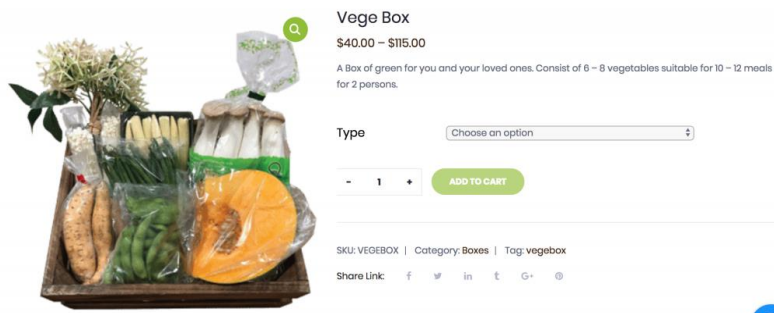 Vege Box
$40.00 – $115.00
A Box of green for you and your loved ones. Consist of 6 – 8 vegetables suitable for 10 – 12 meals
for 2 persons.
Type Choose an option
- 1 + ADD TO CART
SKU: VEGEBOX | Category: Boxes | Tag: vegebox
Share Link: f t G+